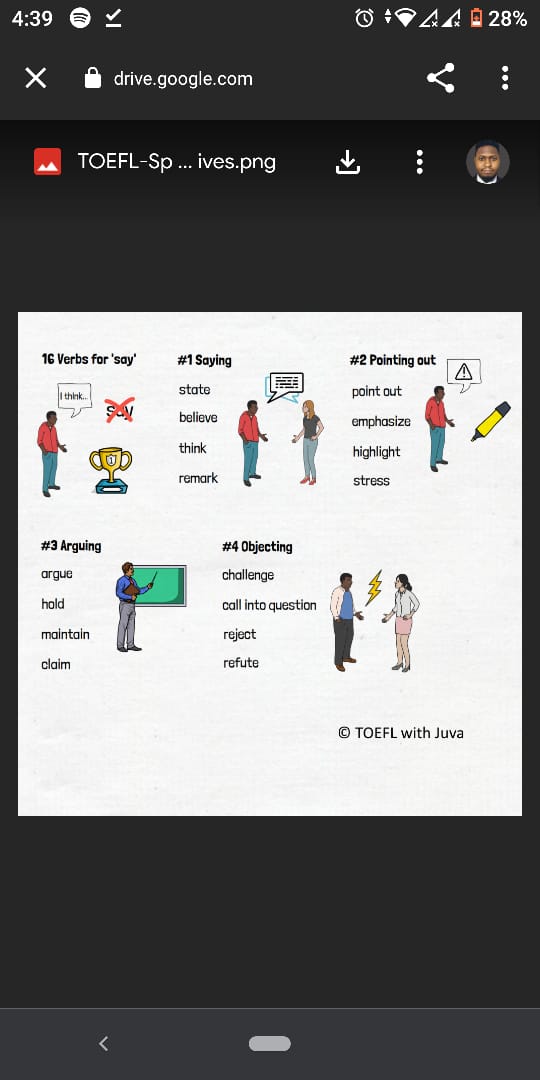 4:39
28%
drive.google.com
TOEFL-Sp ... ives.png
16 Verbs for 'say'
I think...
say
#1 Saying
state
believe
think
remark
#2 Pointing out
point out
emphasize
highlight
stress
#3 Arguing
argue
hold
maintain
claim
#4 Objecting
challenge
call into question
reject
refute
© TOEFL with Juva